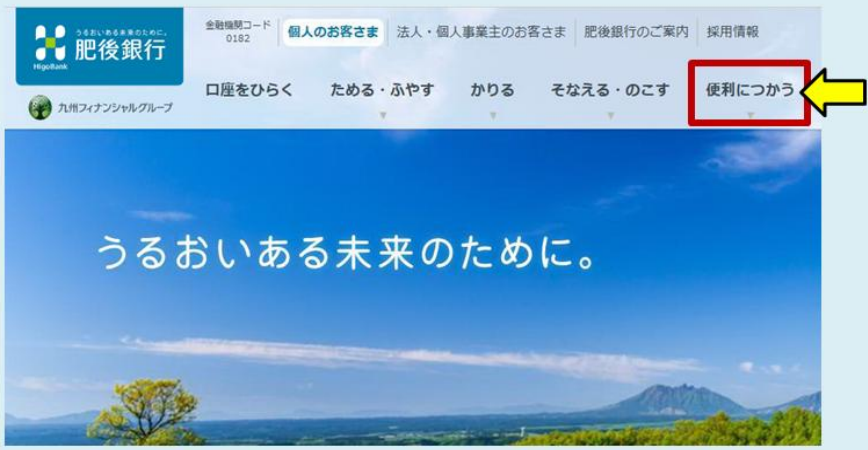 うるおいある未来のために。
肥後銀行
HigoBank
九州フィナンシャルグループ
金融機関コード
0182
個人のお客さま 法人・個人事業主のお客さま 肥後銀行のご案内 採用情報
口座をひらく ためる・ふやす かりる そなえる・のこす 便利につかう
うるおいある未来のために。